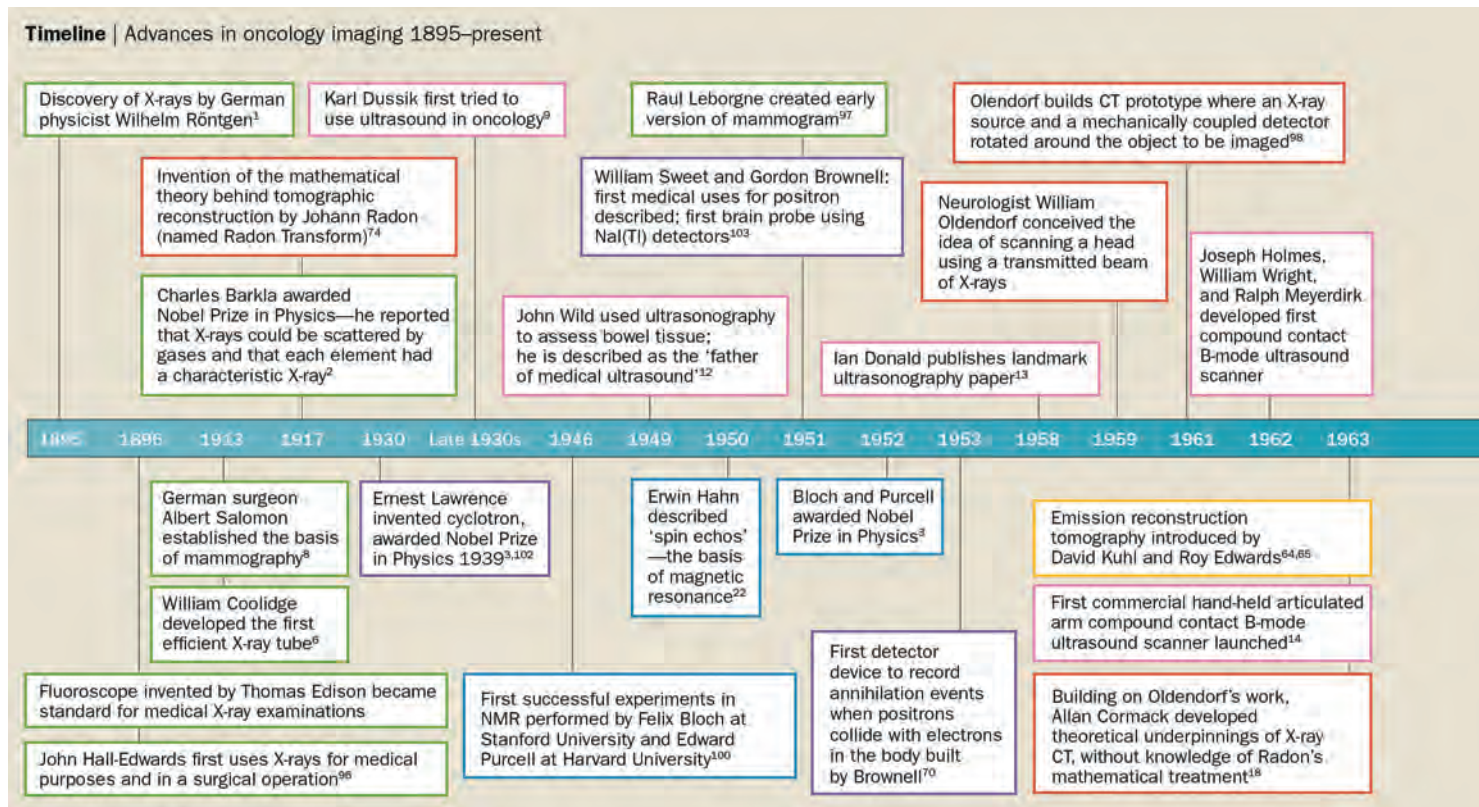 Timeline | Advances in oncology imaging 1895–present
Discovery of X-rays by German
physicist Wilhelm Rőntgen¹
Karl Dussik first tried to
use ultrasound in oncology⁹
Raul Leborgne created early
version of mammogram⁹⁷
Olendorf builds CT prototype where an X-ray
source and a mechanically coupled detector
rotated around the object to be imaged⁹⁸
Invention of the mathematical
theory behind tomographic
reconstruction by Johann Radon
(named Radon Transform)⁷⁴
William Sweet and Gordon Brownell:
first medical uses for positron
described; first brain probe using
NaI(Tl) detectors¹⁰³
Neurologist William
Oldendorf conceived the
idea of scanning a head
using a transmitted beam
of X-rays
Joseph Holmes,
William Wright,
and Ralph Meyerdirk
developed first
compound contact
B-mode ultrasound
scanner
Charles Barkla awarded
Nobel Prize in Physics—he reported
that X-rays could be scattered by
gases and that each element had
a characteristic X-ray²
John Wild used ultrasonography
to assess bowel tissue;
he is described as the ‘father
of medical ultrasound’¹²
Ian Donald publishes landmark
ultrasonography paper¹³
1895 1896 1913 1917 1930 Late 1930s 1946 1949 1950 1951 1952 1953 1958 1959 1961 1962 1963
German surgeon
Albert Salomon
established the basis
of mammography⁸
Ernest Lawrence
invented cyclotron,
awarded Nobel Prize
in Physics 1939³,¹⁰²
Erwin Hahn
described
‘spin echos’
—the basis
of magnetic
resonance²²
Bloch and Purcell
awarded Nobel
Prize in Physics³
Emission reconstruction
tomography introduced by
David Kuhl and Roy Edwards⁶⁴,⁶⁵
William Coolidge
developed the first
efficient X-ray tube⁶
First commercial hand-held articulated
arm compound contact B-mode
ultrasound scanner launched¹⁴
Fluoroscope invented by Thomas Edison became
standard for medical X-ray examinations
First successful experiments in
NMR performed by Felix Bloch at
Stanford University and Edward
Purcell at Harvard University¹⁰⁰
First detector
device to record
annihilation events
when positrons
collide with electrons
in the body built
by Brownell⁷⁰
Building on Oldendorf’s work,
Allan Cormack developed
theoretical underpinnings of X-ray
CT, without knowledge of Radon’s
mathematical treatment¹⁸
John Hall-Edwards first uses X-rays for medical
purposes and in a surgical operation⁹⁶